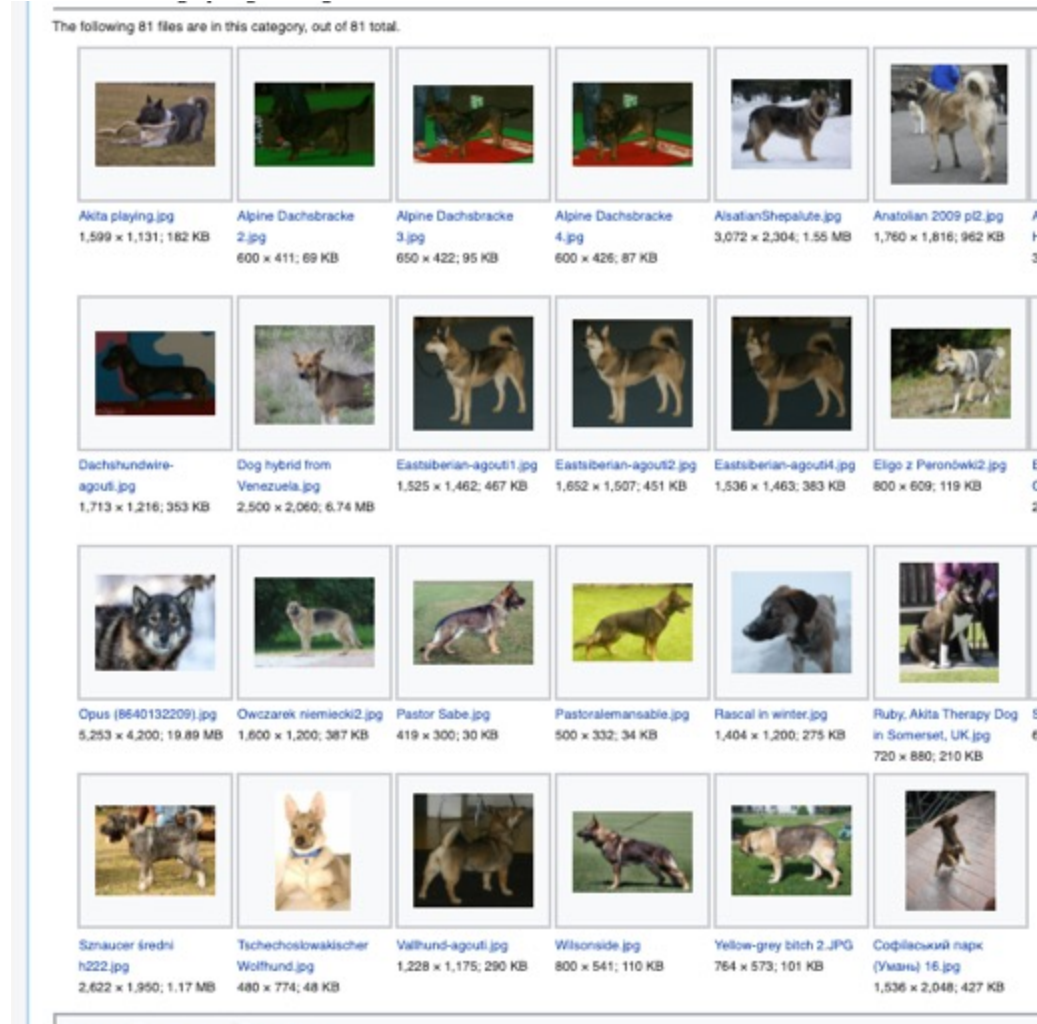 The following 81 files are in this category, out of 81 total.
Akita playing.jpg
1,599 × 1,131; 182 KB
Alpine Dachsbracke
2.jpg
600 × 411; 69 KB
Alpine Dachsbracke
3.jpg
650 × 422; 95 KB
Alpine Dachsbracke
4.jpg
600 × 426; 87 KB
AlsatianShepalute.jpg
3,072 × 2,304; 1.55 MB
Anatolian 2009 pl2.jpg
1,760 × 1,816; 962 KB
Dachshundwire-
agouti.jpg
1,713 × 1,216; 353 KB
Dog hybrid from
Venezuela.jpg
2,500 × 2,060; 6.74 MB
Eastsiberian-agouti1.jpg
1,525 × 1,462; 467 KB
Eastsiberian-agouti2.jpg
1,652 × 1,507; 451 KB
Eastsiberian-agouti4.jpg
1,536 × 1,463; 383 KB
Eligo z Peronówki2.jpg
800 × 609; 119 KB
Opus (8640132209).jpg
5,253 × 4,200; 19.89 MB
Owczarek niemiecki2.jpg
1,600 × 1,200; 387 KB
Pastor Sabe.jpg
419 × 300; 30 KB
Pastoralemansable.jpg
500 × 332; 34 KB
Rascal in winter.jpg
1,404 × 1,200; 275 KB
Ruby, Akita Therapy Dog
in Somerset, UK.jpg
720 × 880; 210 KB
Sznaucer średni
h222.jpg
2,622 × 1,950; 1.17 MB
Tschechoslowakischer
Wolfhund.jpg
480 × 774; 48 KB
Vallhund-agouti.jpg
1,228 × 1,175; 290 KB
Wilsonside.jpg
800 × 541; 110 KB
Yellow-grey bitch 2.JPG
764 × 573; 101 KB
Софіївський парк
(Умань) 16.jpg
1,536 × 2,048; 427 KB